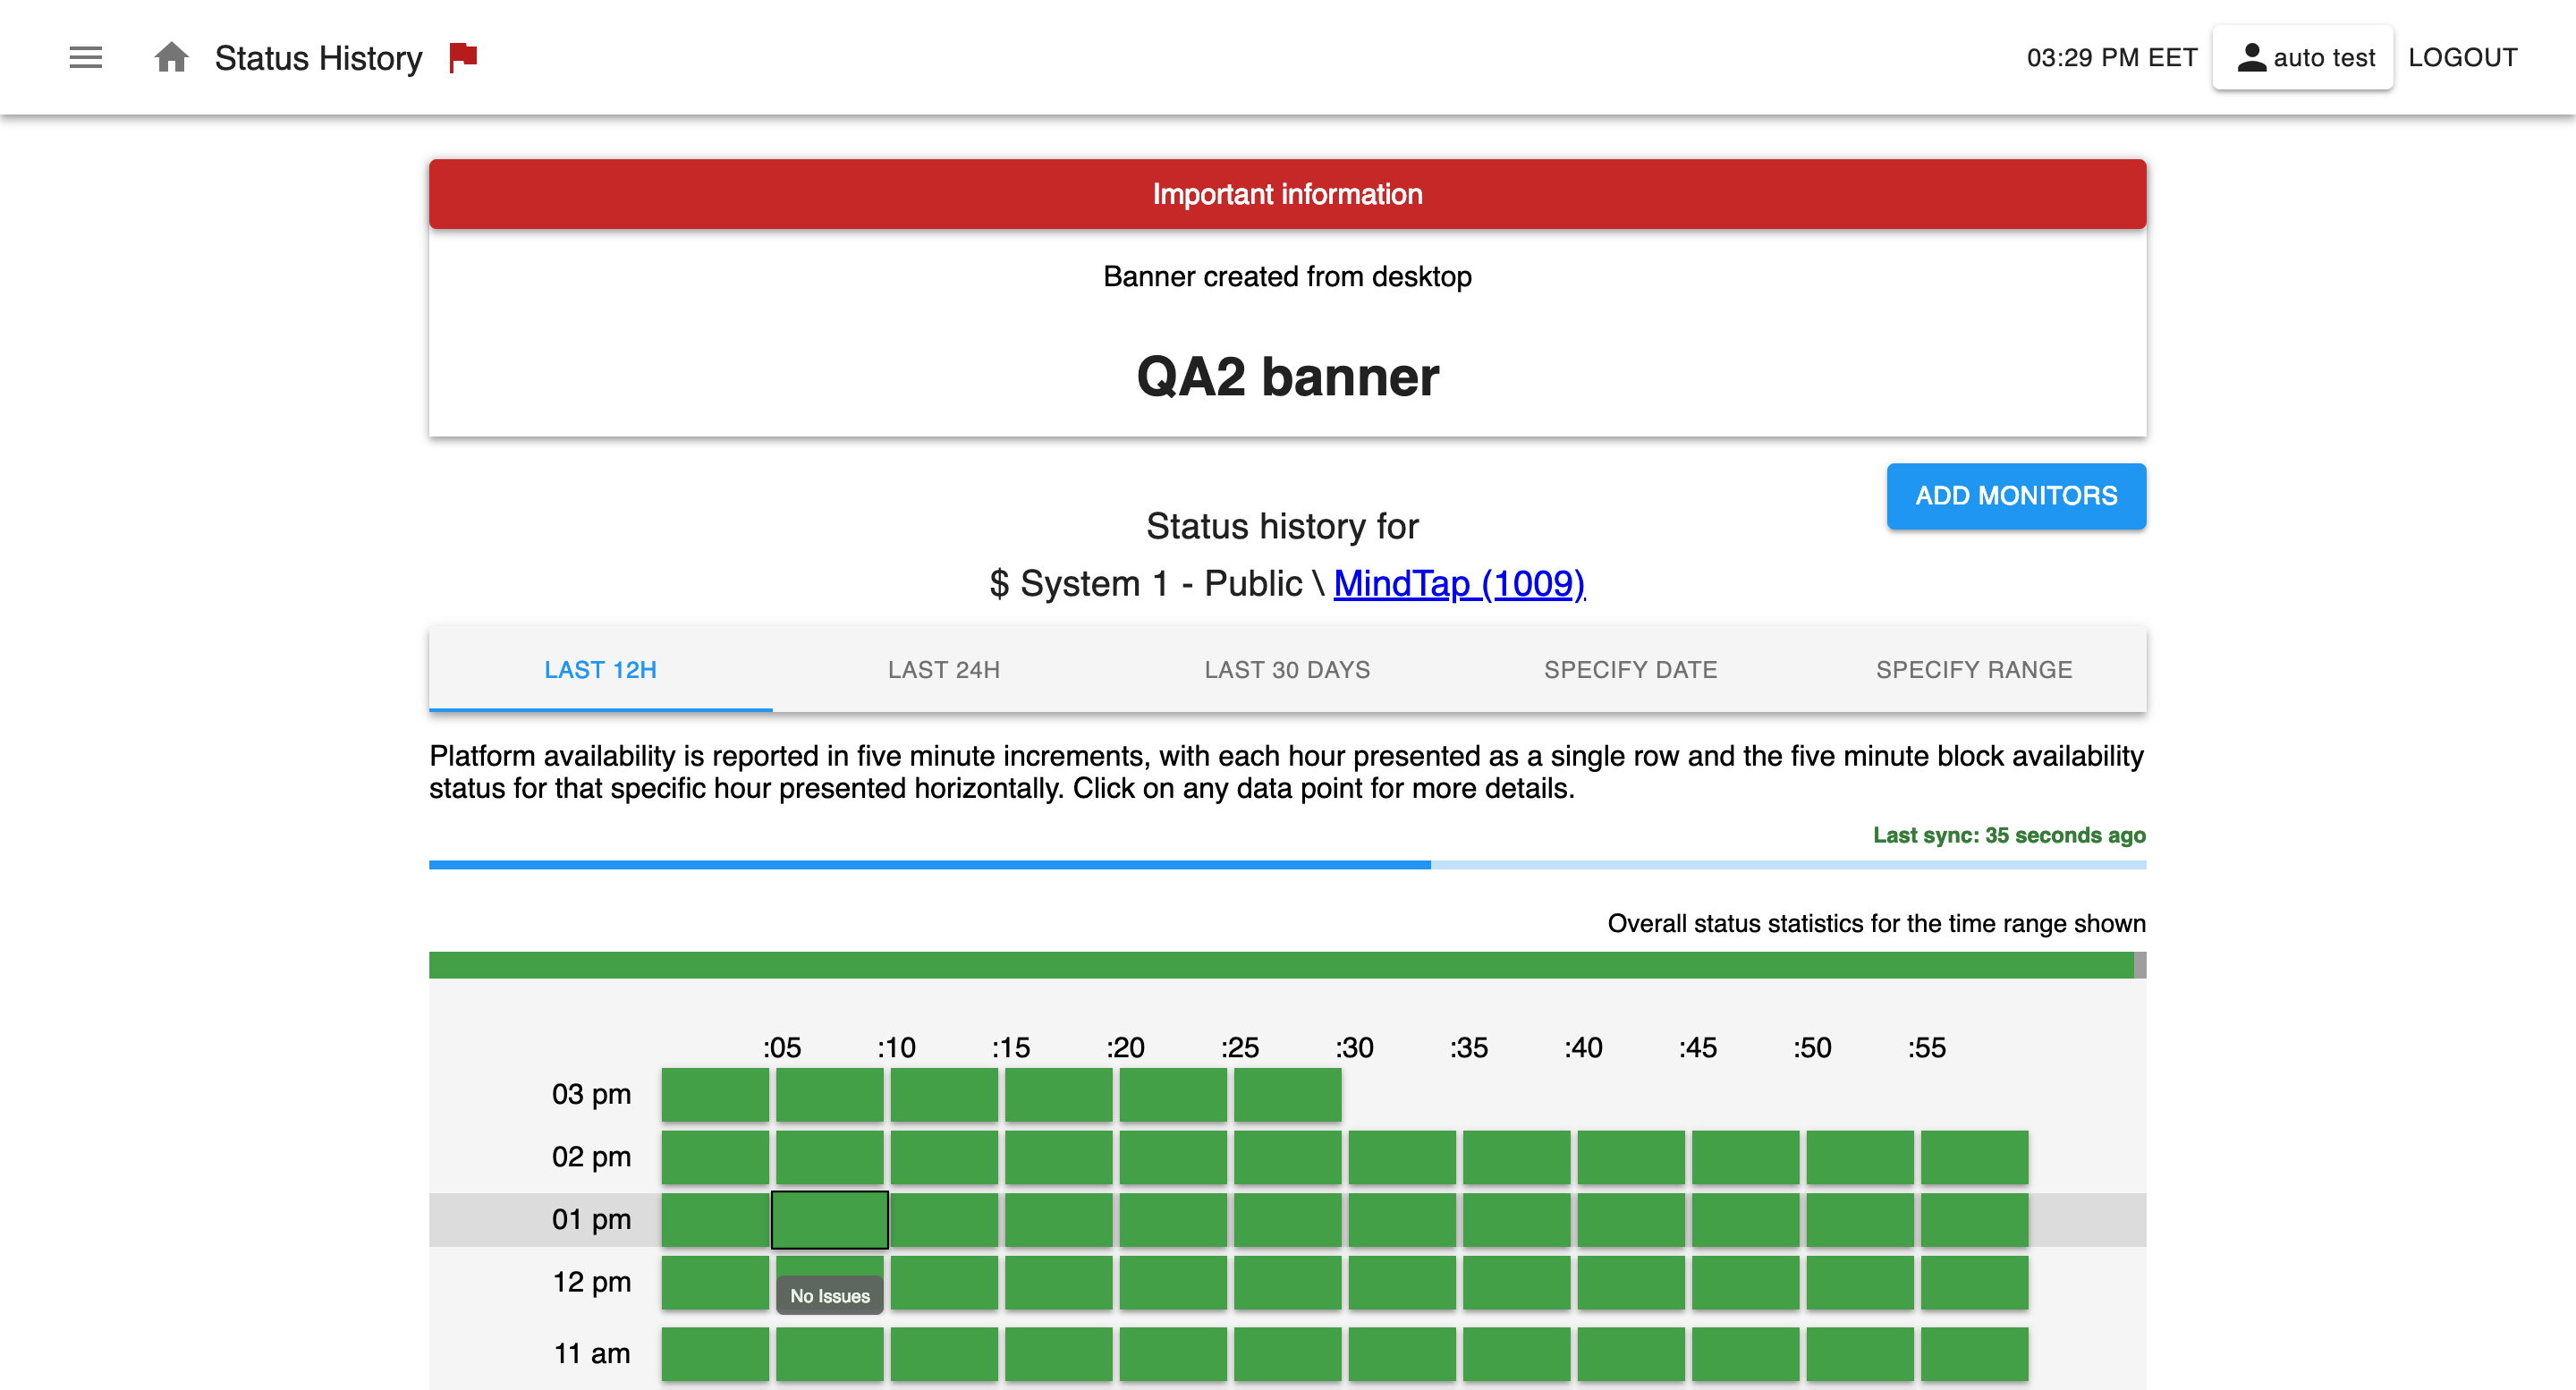 Status History
03:29 PM EET
auto test
LOGOUT
Important information
Banner created from desktop
QA2 banner
ADD MONITORS
Status history for
$ System 1 - Public \ MindTap (1009)
LAST 12H
LAST 24H
LAST 30 DAYS
SPECIFY DATE
SPECIFY RANGE
Platform availability is reported in five minute increments, with each hour presented as a single row and the five minute block availability
status for that specific hour presented horizontally. Click on any data point for more details.
Last sync: 35 seconds ago
Overall status statistics for the time range shown
:05 :10 :15 :20 :25 :30 :35 :40 :45 :50 :55
03 pm
02 pm
01 pm
12 pm
No Issues
11 am